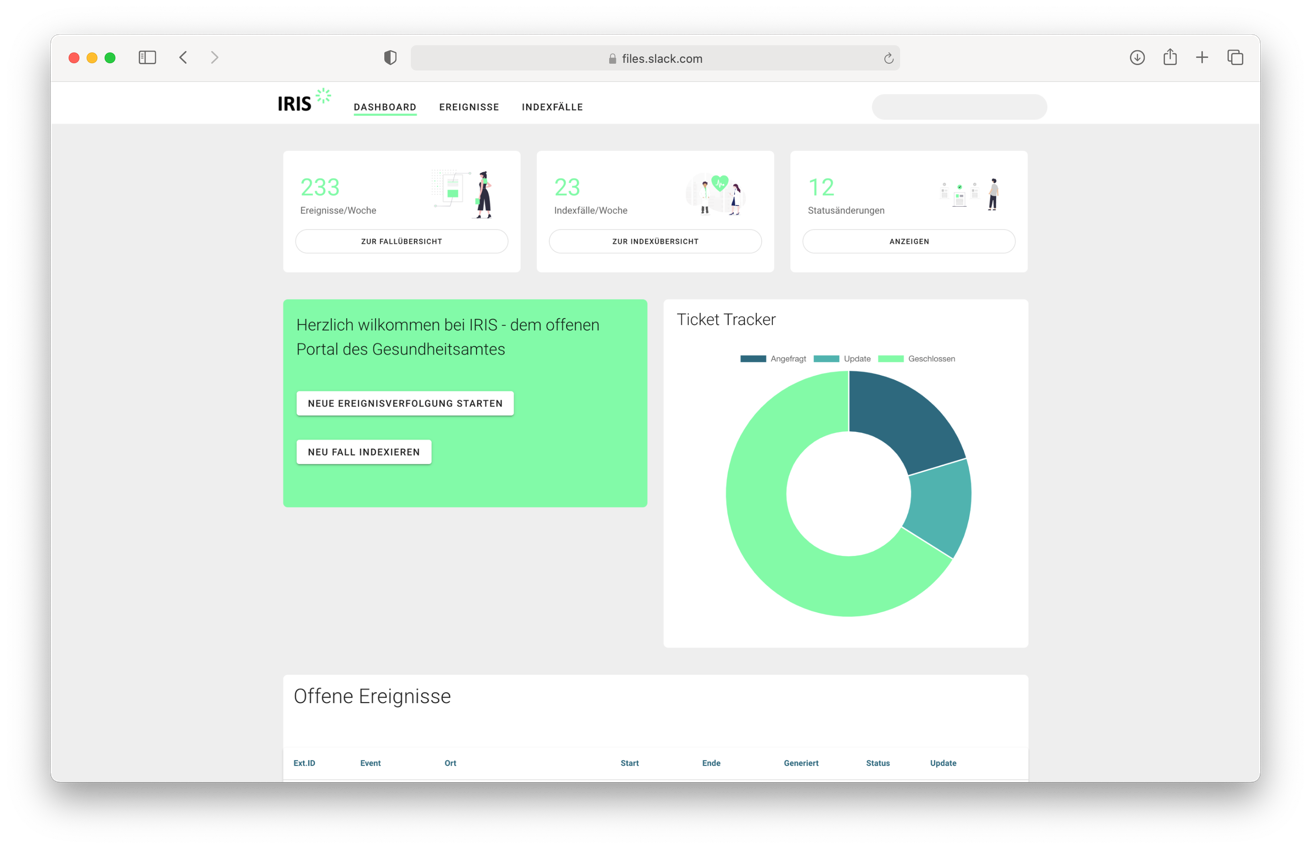 files.slack.com
IRIS
DASHBOARD
EREIGNISSE
INDEXFÄLLE
233
Ereignisse/Woche
ZUR FALLÜBERSICHT
23
Indexfälle/Woche
ZUR INDEXÜBERSICHT
12
Statusänderungen
ANZEIGEN
Herzlich wilkommen bei IRIS - dem offenen
Portal des Gesundheitsamtes
NEUE EREIGNISVERFOLGUNG STARTEN
NEU FALL INDEXIEREN
Ticket Tracker
Angefragt
Update
Geschlossen
Offene Ereignisse
Ext.ID
Event
Ort
Start
Ende
Generiert
Status
Update